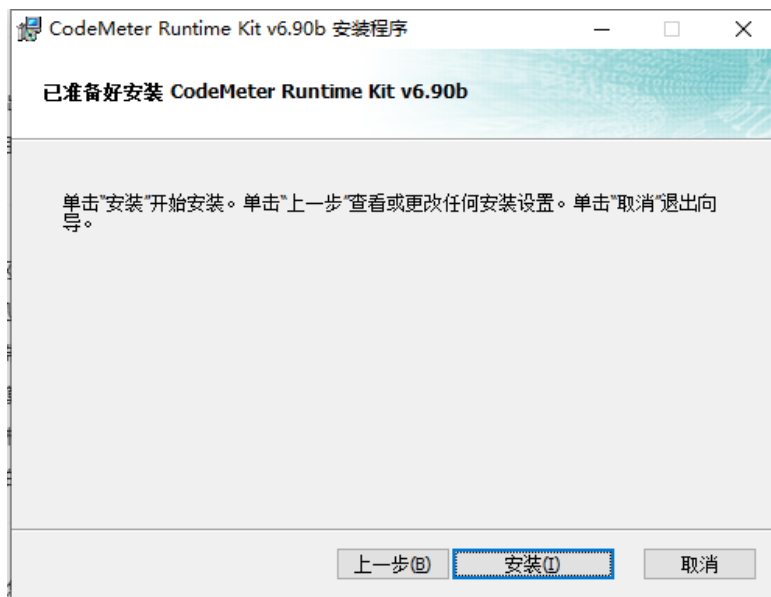 CodeMeter Runtime Kit v6.90b 安装程序
已准备好安装 CodeMeter Runtime Kit v6.90b
单击"安装"开始安装。单击"上一步"查看或更改任何安装设置。单击"取消"退出向
导。
上一步(B) 安装(I) 取消